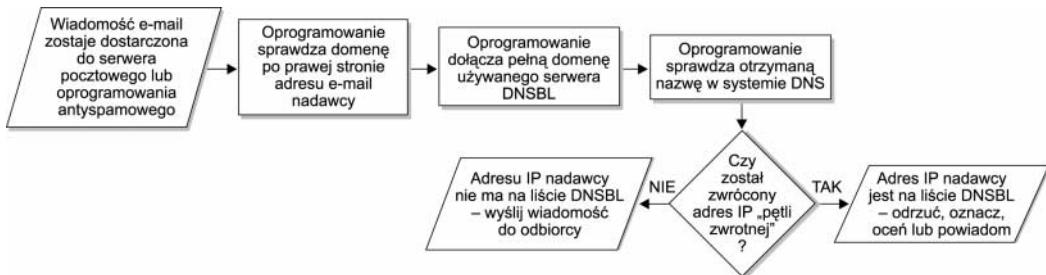 Wiadomość e-mail
zostaje dostarczona
do serwera
pocztowego lub
oprogramowania
antyspamowego
Oprogramowanie
sprawdza domenę
po prawej stronie
adresu e-mail
nadawcy
Oprogramowanie
dołącza pełną domenę
używanego serwera
DNSBL
Oprogramowanie
sprawdza otrzymaną
nazwę w systemie DNS
Czy
został
zwrócony
adres IP „pętli
zwrotnej”
?
NIE
Adresu IP nadawcy
nie ma na liście DNSBL
– wyślij wiadomość
do odbiorcy
TAK
Adres IP nadawcy
jest na liście DNSBL
– odrzuć, oznacz,
oceń lub powiadom